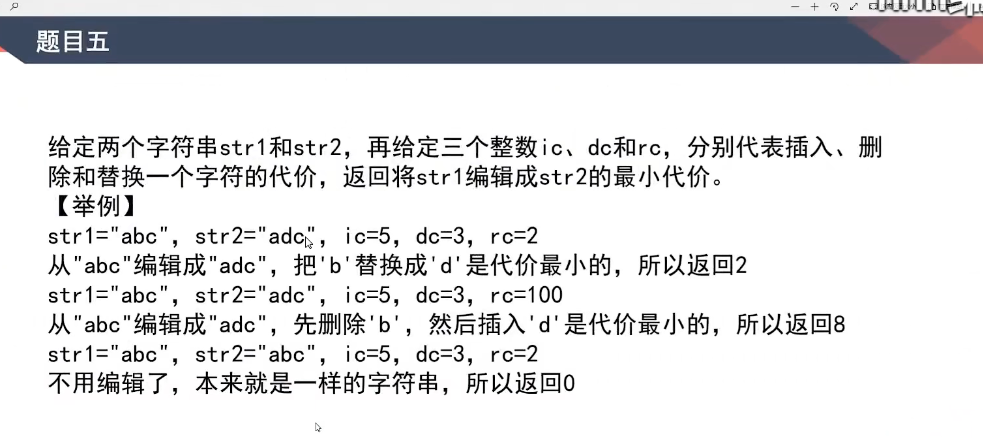 题目五
给定两个字符串str1和str2，再给定三个整数ic、dc和rc，分别代表插入、删
除和替换一个字符的代价，返回将str1编辑成str2的最小代价。
【举例】
str1="abc"，str2="adc"，ic=5，dc=3，rc=2
从"abc"编辑成"adc"，把'b'替换成'd'是代价最小的，所以返回2
str1="abc"，str2="adc"，ic=5，dc=3，rc=100
从"abc"编辑成"adc"，先删除'b'，然后插入'd'是代价最小的，所以返回8
str1="abc"，str2="abc"，ic=5，dc=3，rc=2
不用编辑了，本来就是一样的字符串，所以返回0